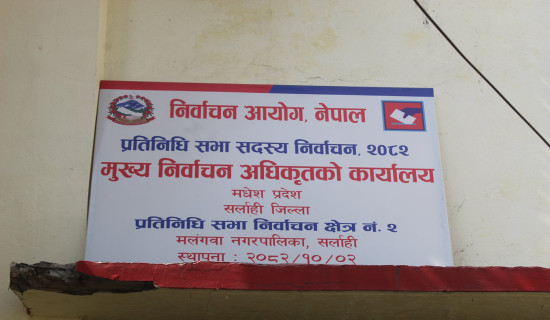 निर्वाचन आयोग, नेपाल
प्रतिनिधि सभा सदस्य निर्वाचन, २०८२
मुख्य निर्वाचन अधिकृतको कार्यालय
मधेश प्रदेश
सर्लाही जिल्ला
प्रतिनिधि सभा निर्वाचन क्षेत्र नं. २
मलंगवा नगरपालिका, सर्लाही
स्थापना : २०८२/१०/०२